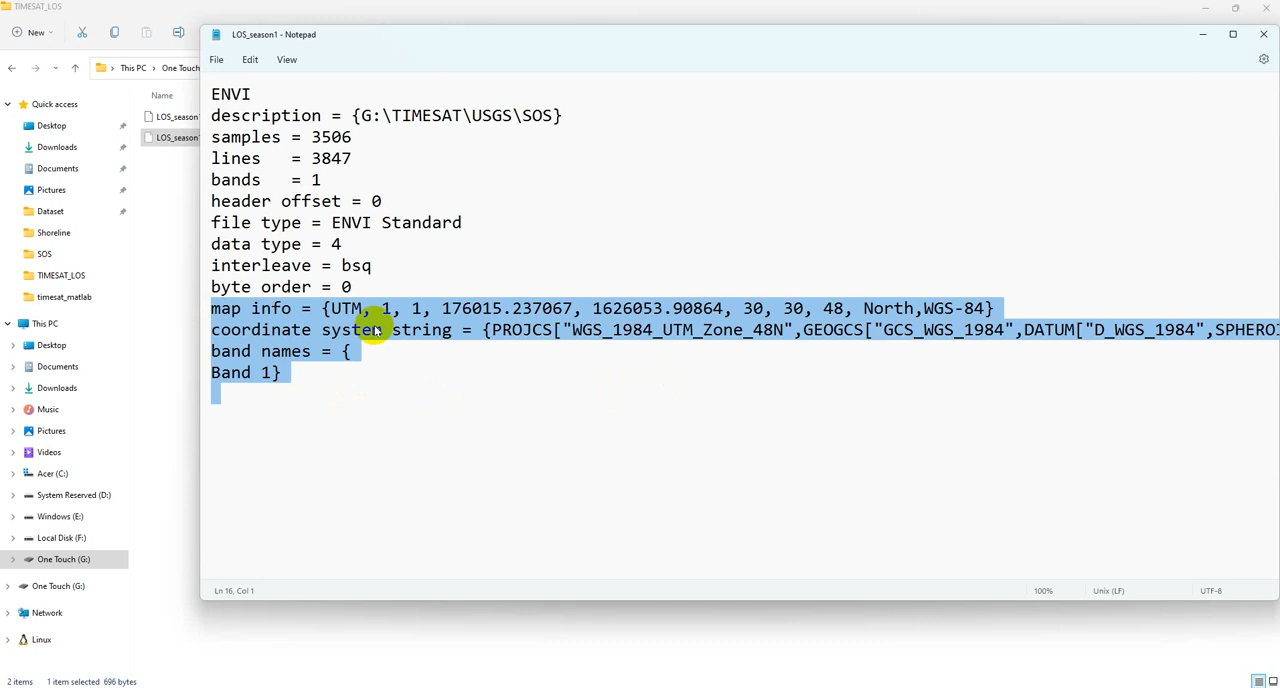 TIMESAT_LOS
New
LOS_season1 - Notepad
File Edit View
This PC > One Touch
Name
LOS_season1
LOS_season1
Quick access
Desktop
Downloads
Documents
Pictures
Dataset
Shoreline
SOS
TIMESAT_LOS
timesat_matlab
This PC
Desktop
Documents
Downloads
Music
Pictures
Videos
Acer (C:)
System Reserved (D:)
Windows (E:)
Local Disk (F:)
One Touch (G:)
One Touch (G:)
Network
Linux
ENVI
description = {G:\TIMESAT\USGS\SOS}
samples = 3506
lines   = 3847
bands   = 1
header offset = 0
file type = ENVI Standard
data type = 4
interleave = bsq
byte order = 0
map info = {UTM, 1, 1, 176015.237067, 1626053.90864, 30, 30, 48, North,WGS-84}
coordinate system string = {PROJCS["WGS_1984_UTM_Zone_48N",GEOGCS["GCS_WGS_1984",DATUM["D_WGS_1984",SPHEROI
band names = {
Band 1}
Ln 16, Col 1
100%
Unix (LF)
UTF-8
2 items
1 item selected 696 bytes